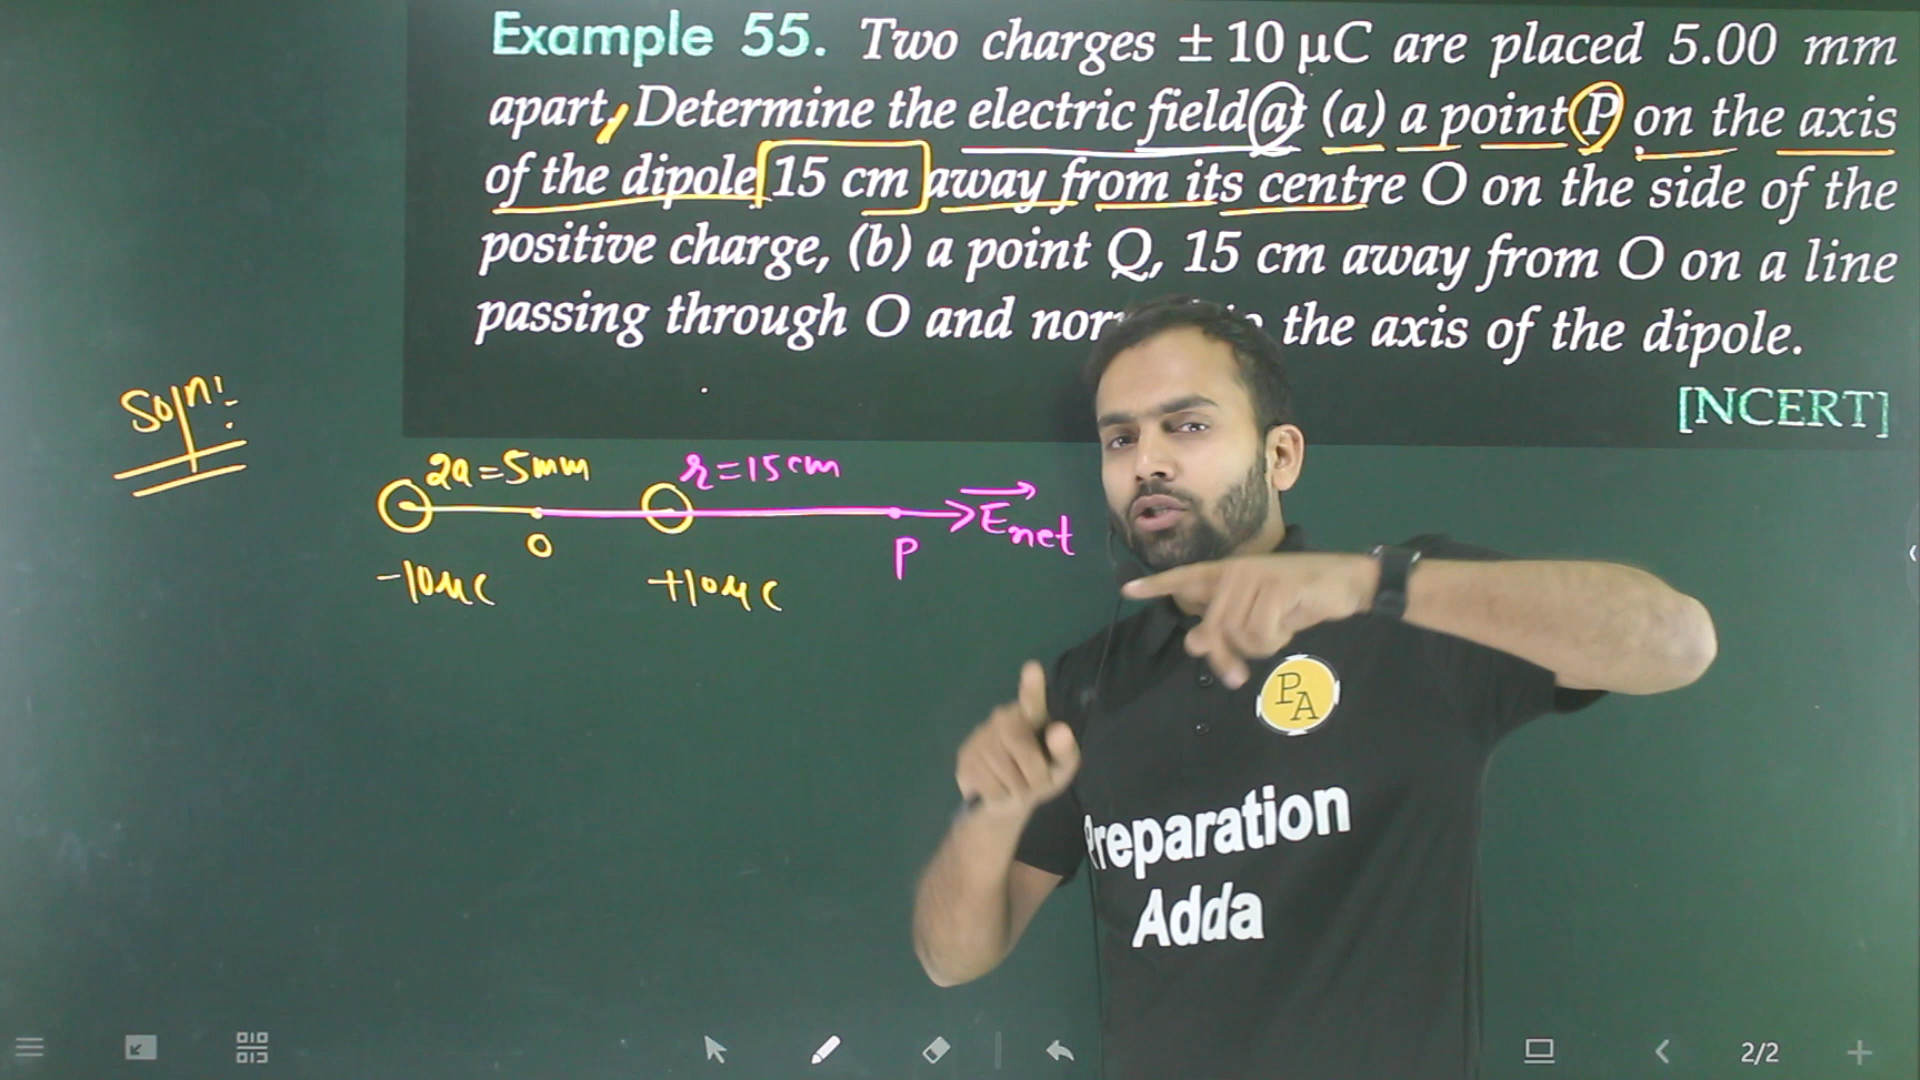 Example 55. Two charges ± 10 μC are placed 5.00 mm
apart. Determine the electric field at (a) a point P on the axis
of the dipole 15 cm away from its centre O on the side of the
positive charge, (b) a point Q, 15 cm away from O on a line
passing through O and nor the axis of the dipole.
[NCERT]
Soln:
2a=5mm r=15cm
Enet
O P
-10μC +10μC
PA
Preparation
Adda
2/2